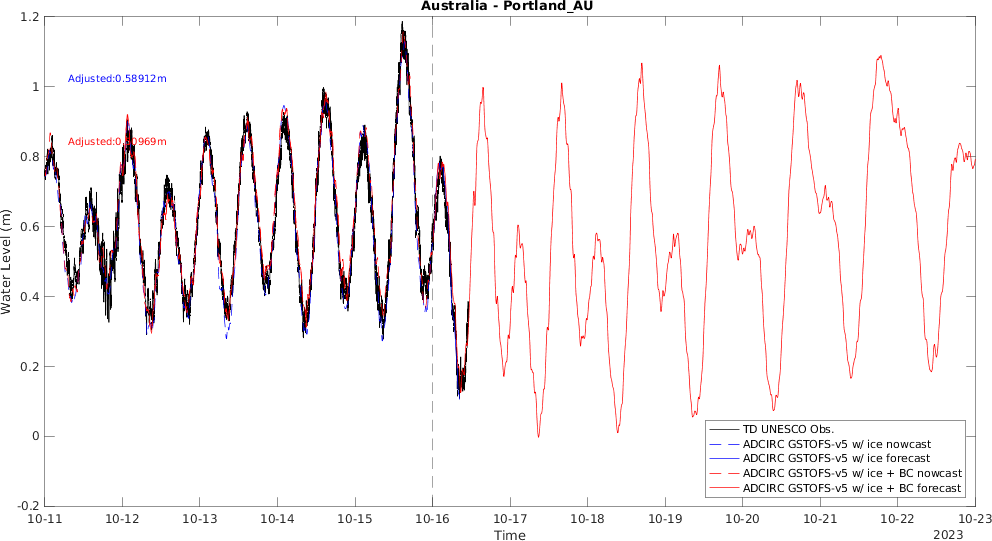 Australia - Portland_AU
1.2
1
0.8
0.6
0.4
0.2
0
-0.2
Water Level (m)
Adjusted:0.58912m
Adjusted:0.60969m
TD UNESCO Obs.
ADCIRC GSTOFS-v5 w/ ice nowcast
ADCIRC GSTOFS-v5 w/ ice forecast
ADCIRC GSTOFS-v5 w/ ice + BC nowcast
ADCIRC GSTOFS-v5 w/ ice + BC forecast
10-11 10-12 10-13 10-14 10-15 10-16 10-17 10-18 10-19 10-20 10-21 10-22 10-23
Time
2023